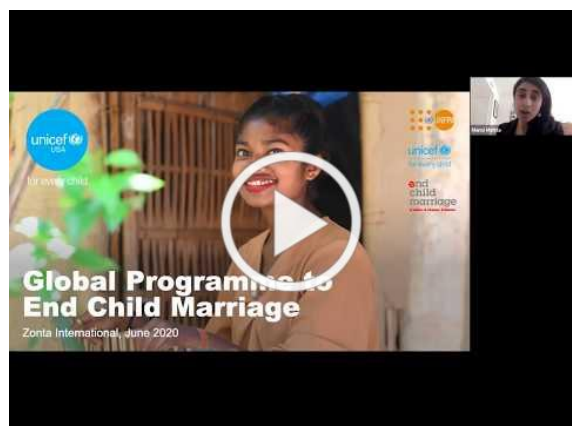 unicef
USA
for every child
UNFPA
unicef
for every child
end
child
marriage
Global Programme to
End Child Marriage
Zonta International, June 2020